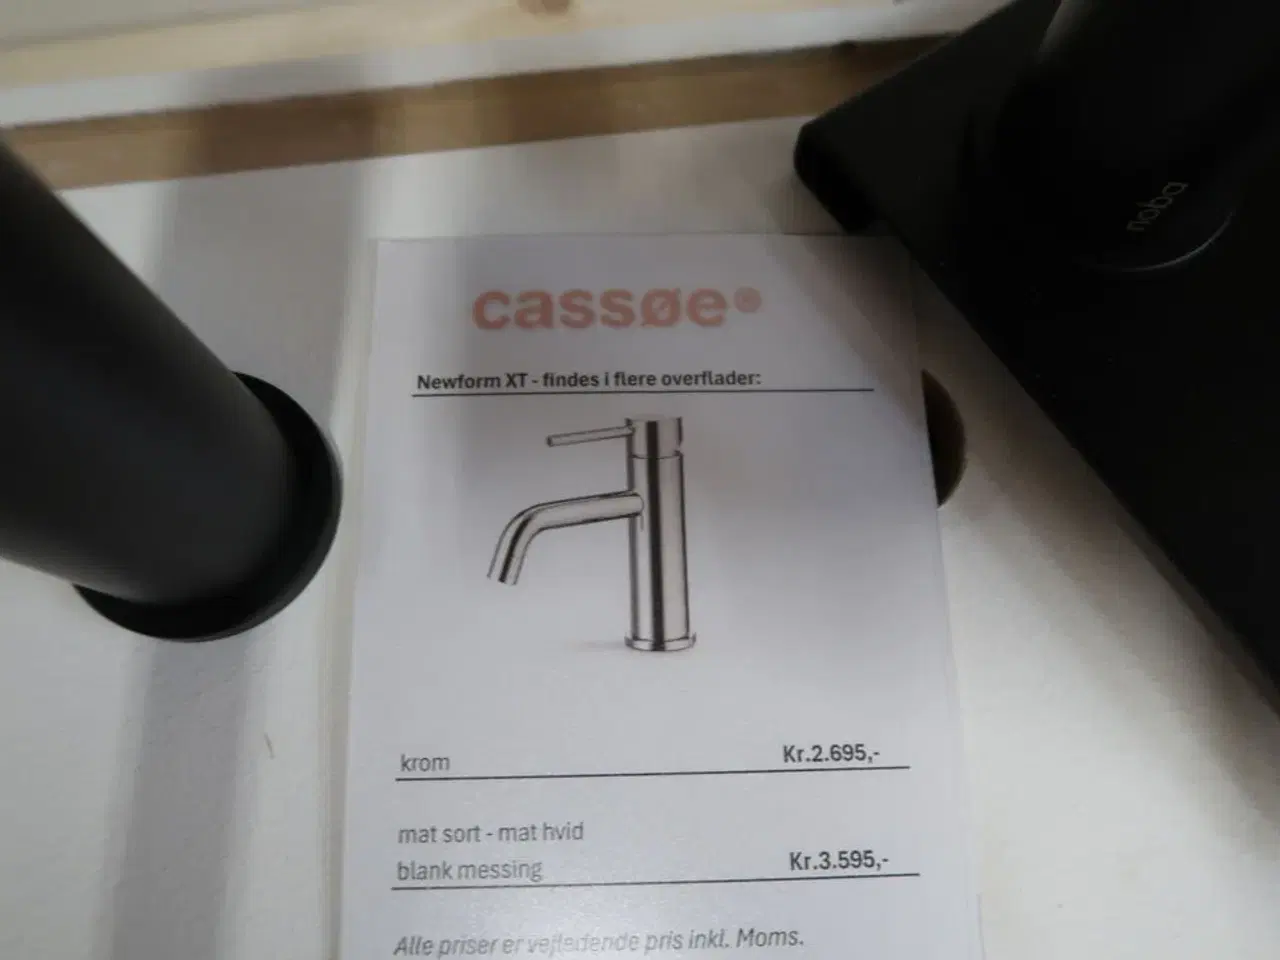 noba
cassøe®
Newform XT - findes i flere overflader:
krom Kr.2.695,-
mat sort - mat hvid
blank messing Kr.3.595,-
Alle priser er vejledende pris inkl. Moms.